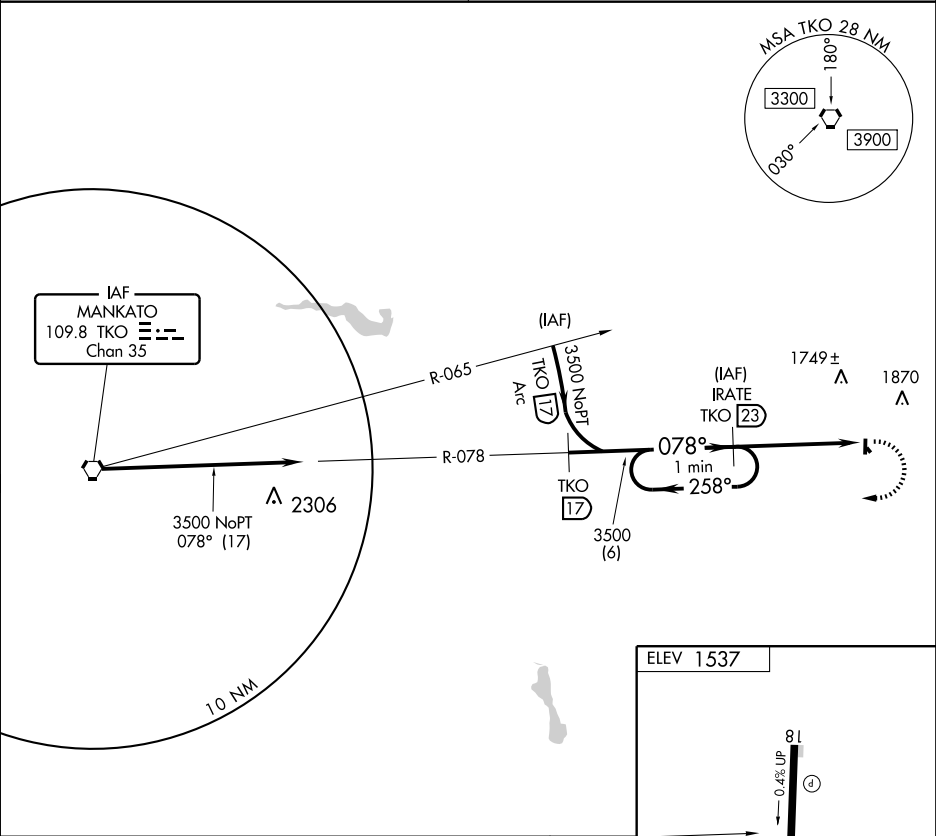 MSA TKO 28 NM
180°
3300
3900
030°
IAF
MANKATO
109.8 TKO
Chan 35
(IAF)
R-065
3500 NoPT
TKO 17
Arc
1749 ±
1870
(IAF)
IRATE
TKO 23
R-078
078°
1 min
258°
TKO
17
3500
(6)
2306
3500 NoPT
078° (17)
10 NM
ELEV 1537
18
0.4% UP
P